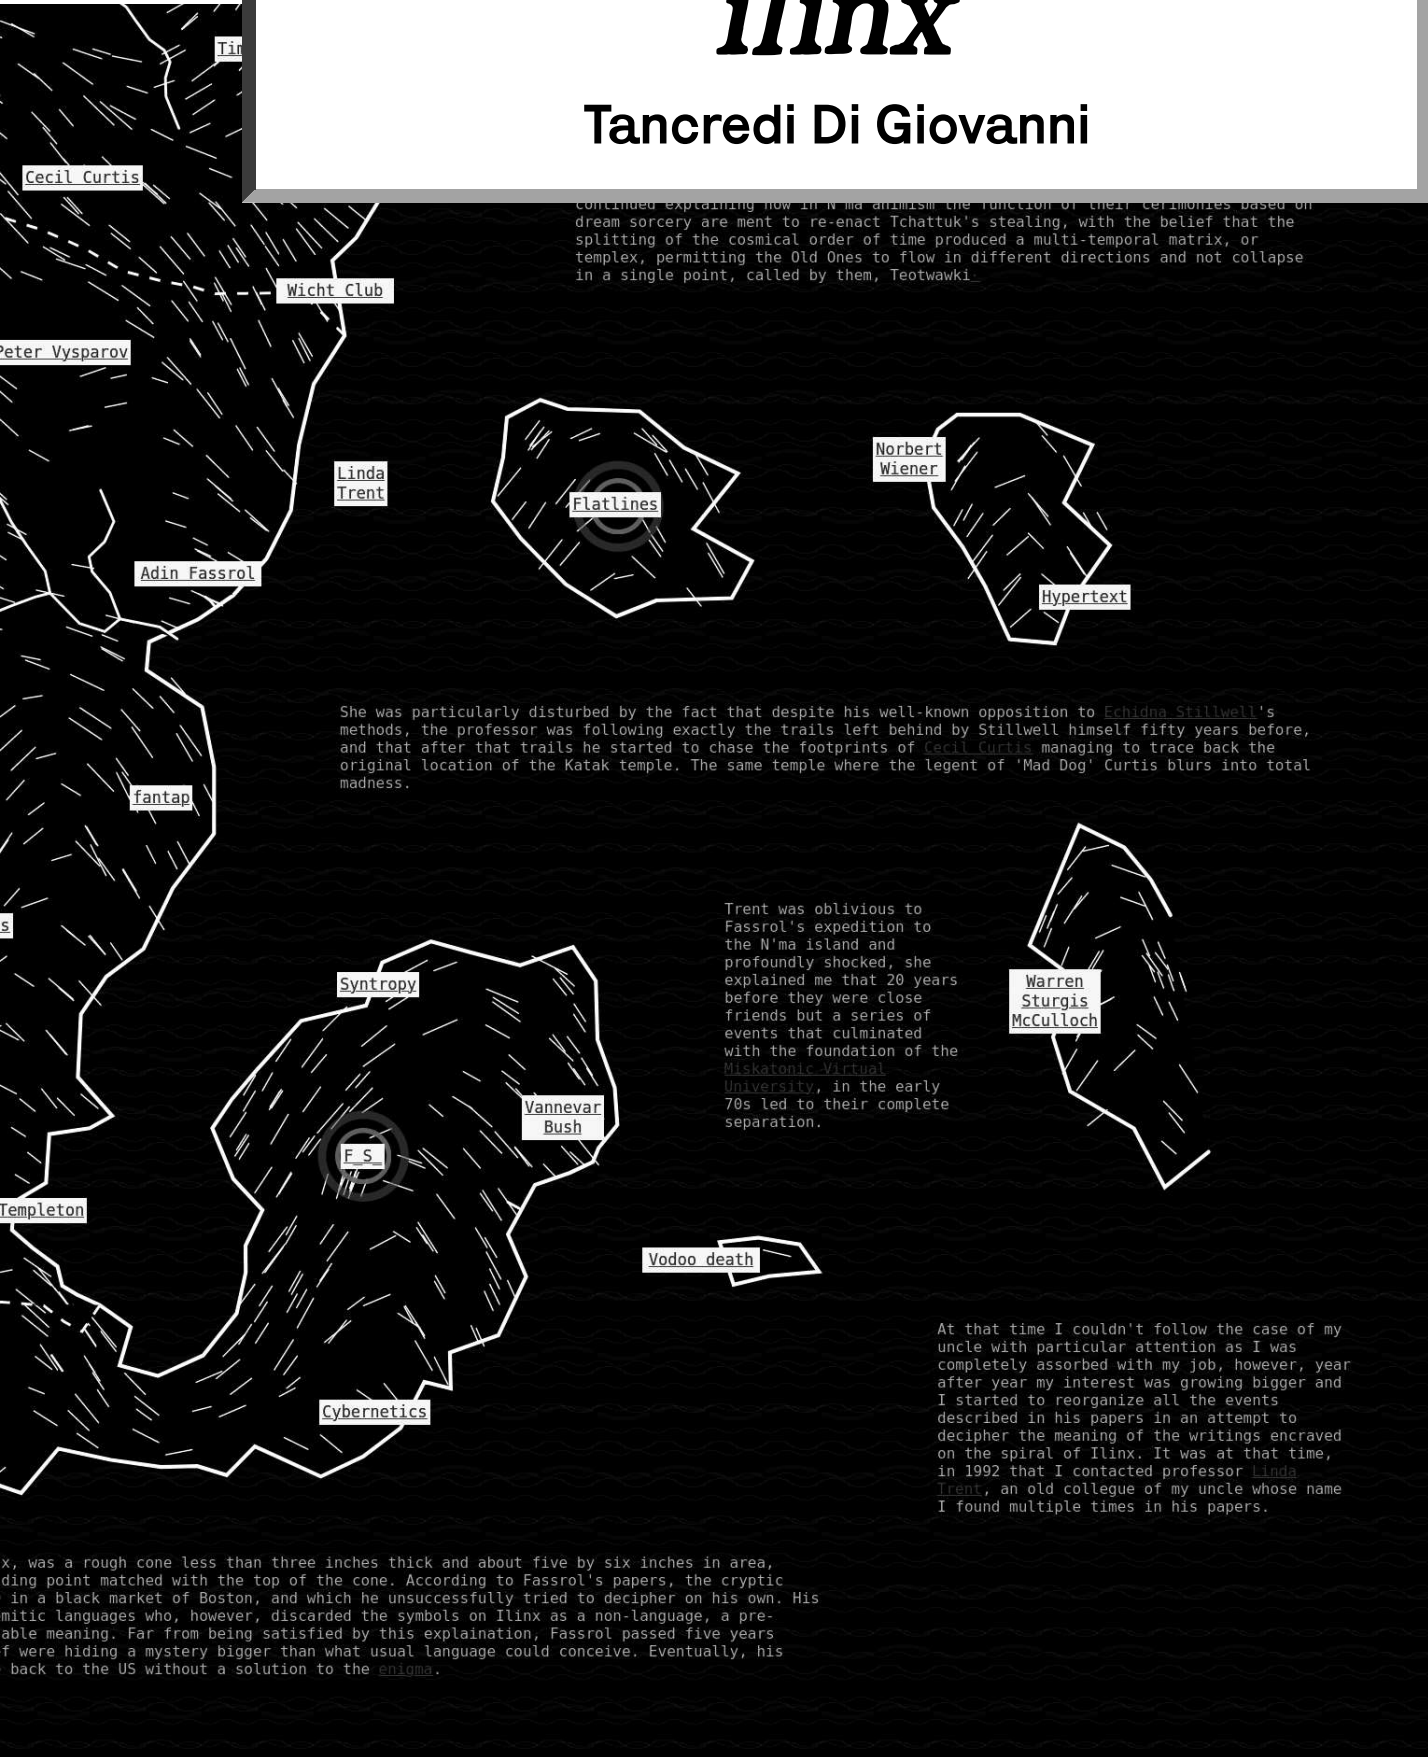 ilinx
Tancredi Di Giovanni
Tim
Cecil Curtis
continued explaining how in N'ma animism the function of their cerimonies based on
dream sorcery are ment to re-enact Tchattuk's stealing, with the belief that the
splitting of the cosmical order of time produced a multi-temporal matrix, or
templex, permitting the Old Ones to flow in different directions and not collapse
in a single point, called by them, Teotwawki
Wicht Club
Peter Vysparov
Linda
Trent
Flatlines
Norbert
Wiener
Adin Fassrol
Hypertext
She was particularly disturbed by the fact that despite his well-known opposition to Echidna Stillwell's
methods, the professor was following exactly the trails left behind by Stillwell himself fifty years before,
and that after that trails he started to chase the footprints of Cecil Curtis managing to trace back the
original location of the Katak temple. The same temple where the legent of 'Mad Dog' Curtis blurs into total
madness.
fantap
s
Trent was oblivious to
Fassrol's expedition to
the N'ma island and
profoundly shocked, she
explained me that 20 years
before they were close
friends but a series of
events that culminated
with the foundation of the
Miskatonic Virtual
University, in the early
70s led to their complete
separation.
Syntropy
Warren
Sturgis
McCulloch
Vannevar
Bush
F_S_
Templeton
Vodoo death
At that time I couldn't follow the case of my
uncle with particular attention as I was
completely assorbed with my job, however, year
after year my interest was growing bigger and
I started to reorganize all the events
described in his papers in an attempt to
decipher the meaning of the writings encraved
on the spiral of Ilinx. It was at that time,
in 1992 that I contacted professor Linda
Trent, an old collegue of my uncle whose name
I found multiple times in his papers.
Cybernetics
x, was a rough cone less than three inches thick and about five by six inches in area,
ding point matched with the top of the cone. According to Fassrol's papers, the cryptic
in a black market of Boston, and which he unsuccessfully tried to decipher on his own. His
mitic languages who, however, discarded the symbols on Ilinx as a non-language, a pre-
able meaning. Far from being satisfied by this explaination, Fassrol passed five years
f were hiding a mystery bigger than what usual language could conceive. Eventually, his
back to the US without a solution to the enigma.